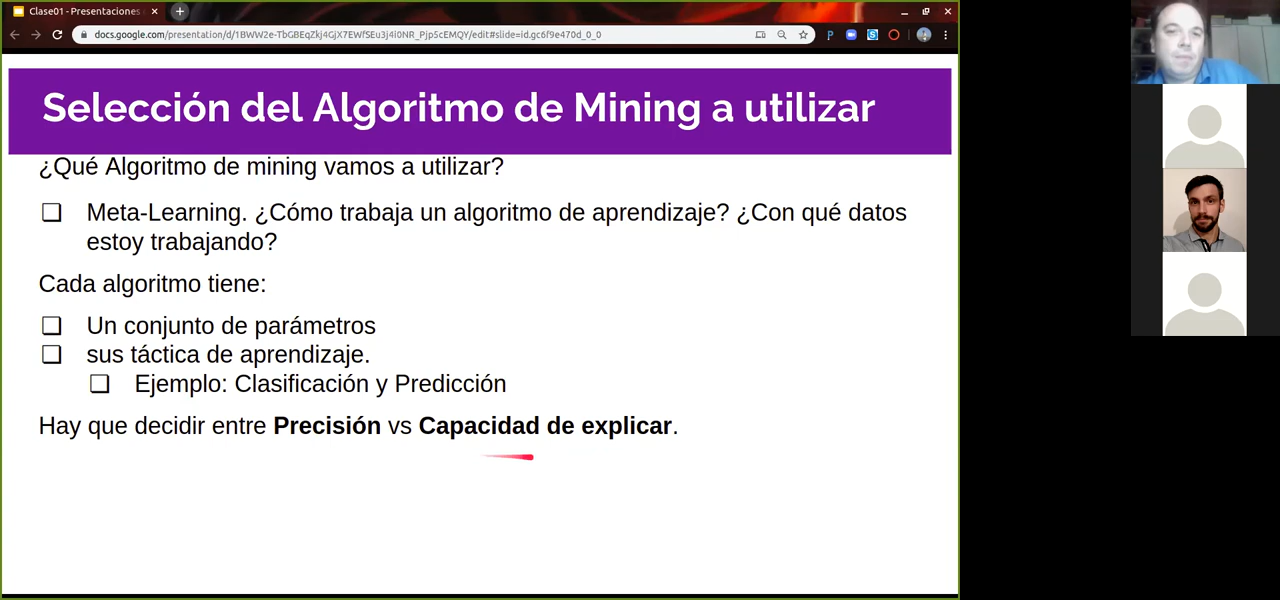 Clase01 - Presentaciones
docs.google.com/presentation/d/1BWW2e-TbGBEqZkj4GJX7EWfSEu3j4i0NR_PjpScEMQY/edit#slide=id.gc6f9e470d_0_0
Selección del Algoritmo de Mining a utilizar
¿Qué Algoritmo de mining vamos a utilizar?
Meta-Learning. ¿Cómo trabaja un algoritmo de aprendizaje? ¿Con qué datos
estoy trabajando?
Cada algoritmo tiene:
Un conjunto de parámetros
sus táctica de aprendizaje.
Ejemplo: Clasificación y Predicción
Hay que decidir entre Precisión vs Capacidad de explicar.